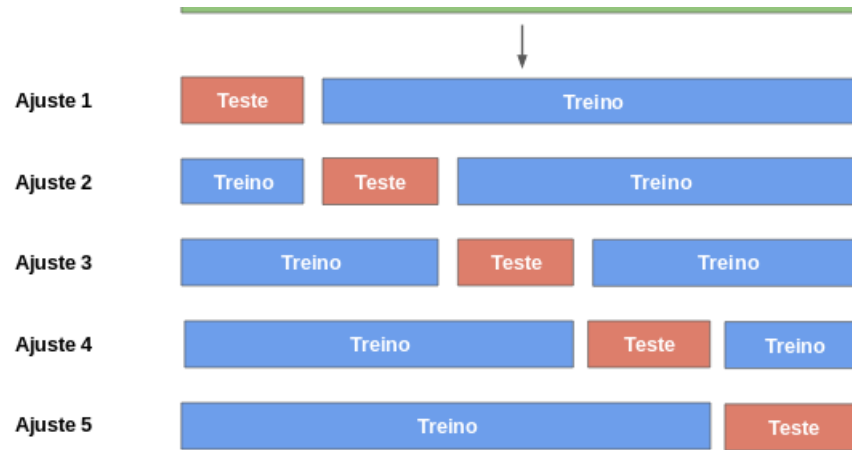 Ajuste 1 Teste Treino
Ajuste 2 Treino Teste Treino
Ajuste 3 Treino Teste Treino
Ajuste 4 Treino Teste Treino
Ajuste 5 Treino Teste